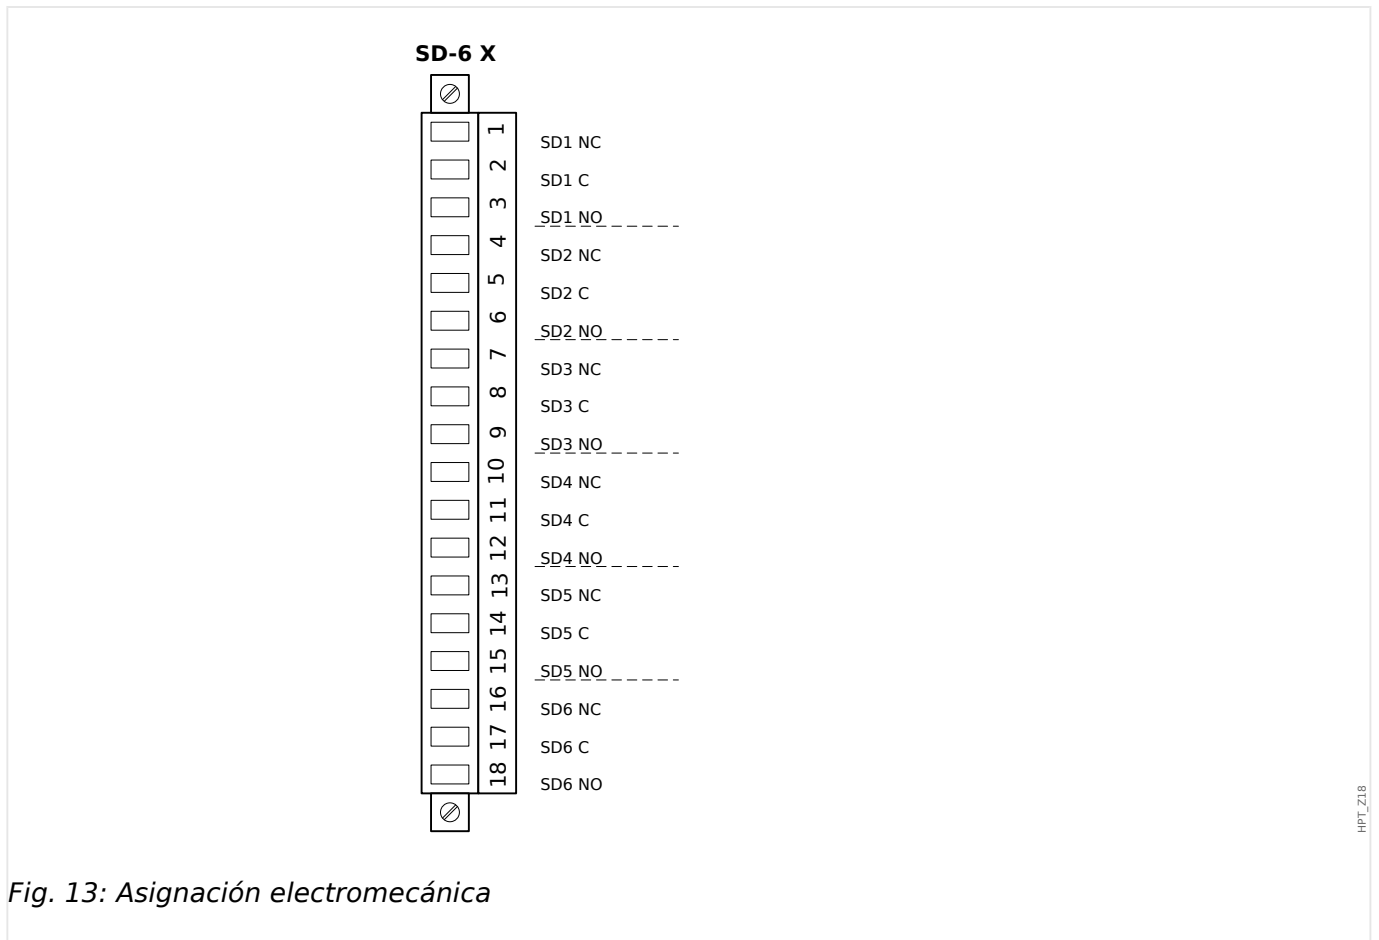 SD-6 X
1 SD1 NC
2 SD1 C
3 SD1 NO
4 SD2 NC
5 SD2 C
6 SD2 NO
7 SD3 NC
8 SD3 C
9 SD3 NO
10 SD4 NC
11 SD4 C
12 SD4 NO
13 SD5 NC
14 SD5 C
15 SD5 NO
16 SD6 NC
17 SD6 C
18 SD6 NO
HPT_Z18
Fig. 13: Asignación electromecánica